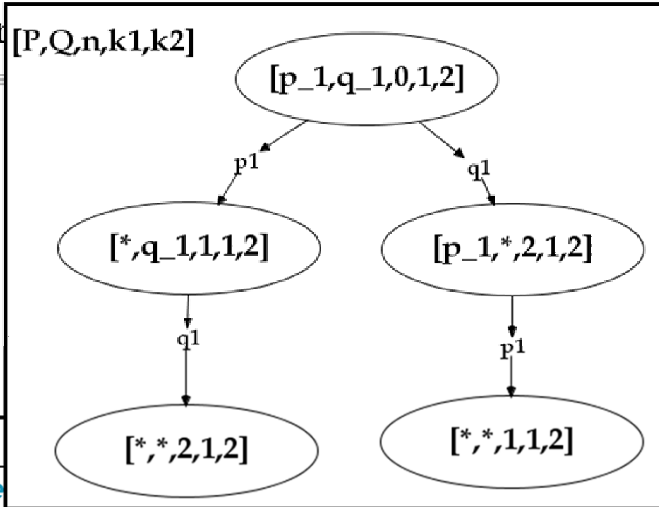 [P,Q,n,k1,k2]
[p_1,q_1,0,1,2]
p1
q1
[*,q_1,1,1,2]
[p_1,*,2,1,2]
q1
p1
[*,*,2,1,2]
[*,*,1,1,2]